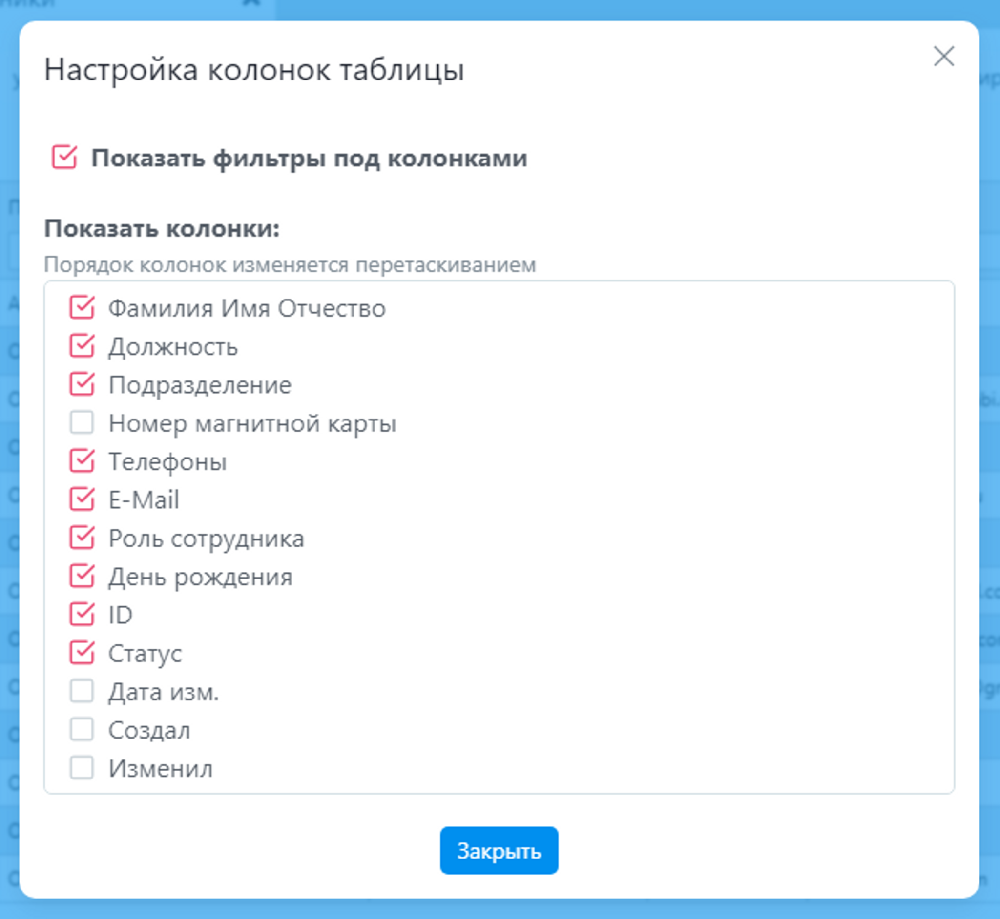 Настройка колонок таблицы
Показать фильтры под колонками
Показать колонки:
Порядок колонок изменяется перетаскиванием
Фамилия Имя Отчество
Должность
Подразделение
Номер магнитной карты
Телефоны
E-Mail
Роль сотрудника
День рождения
ID
Статус
Дата изм.
Создал
Изменил
Закрыть